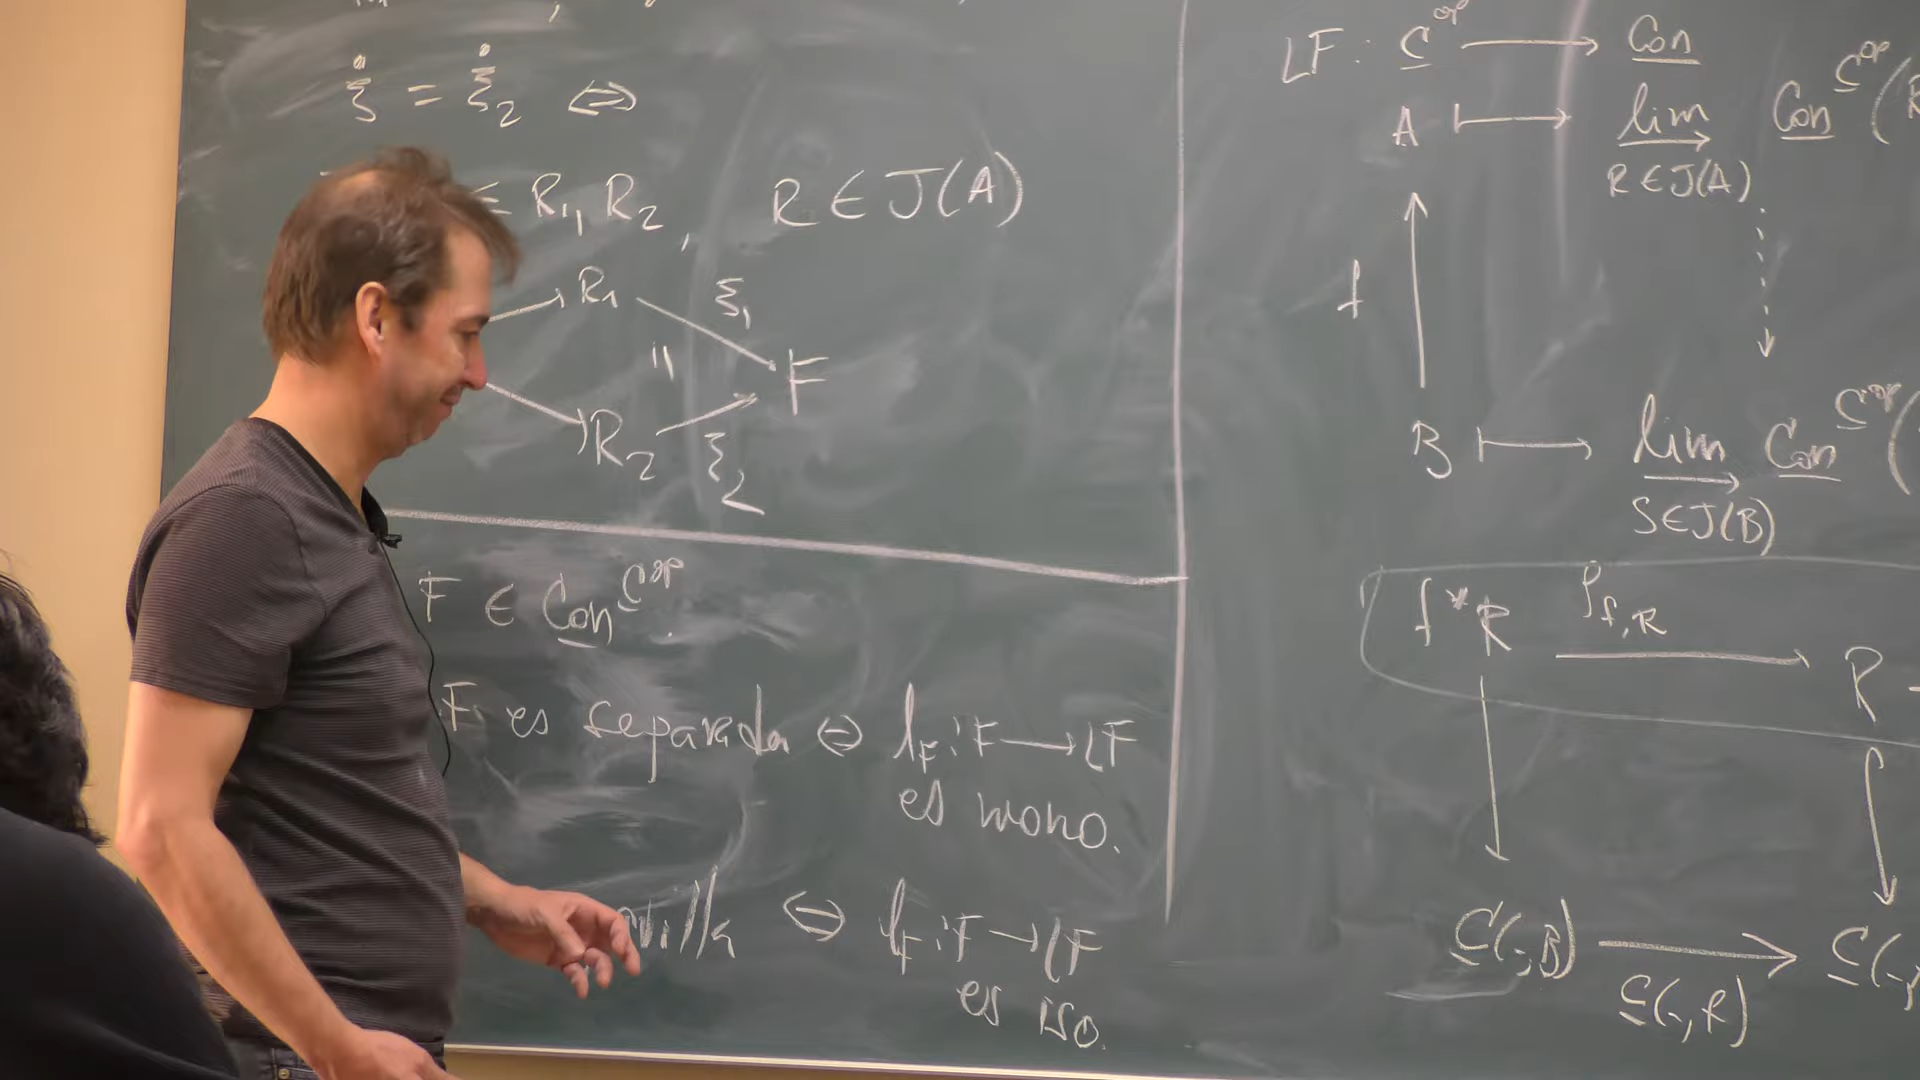 ξ̇ = ξ̇₂ ⇔
≤ R₁, R₂, R ∈ J(A)
R₁ ξ₁
" F
R₂ ξ₂
F ∈ Con^C^op.
F es separada ⇔ l_F : F → LF
es mono.
villa ⇔ l_F : F → LF
es iso.
LF : C^op → Con
A ↦ lim Con^C^op (R
R ∈ J(A)
f
B ↦ lim Con^C^op (
S ∈ J(B)
f*R ρ_f,R R
C(-,B) → C(-,
C(-,f)